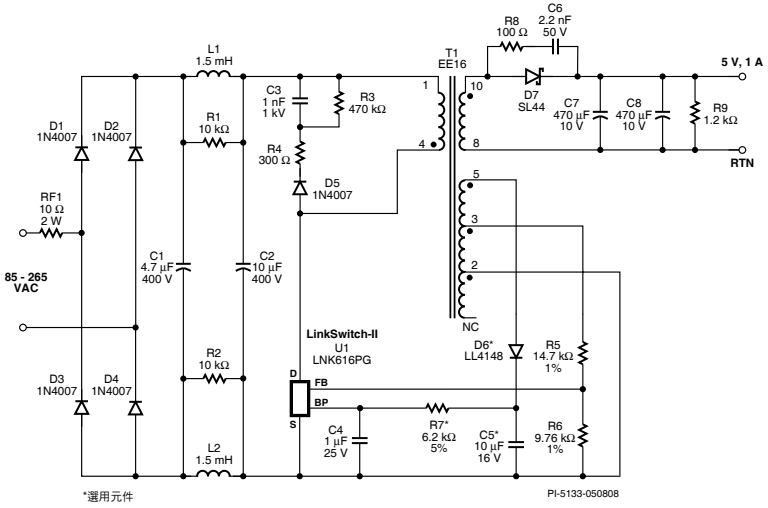 R8
100 Ω
C6
2.2 nF
50 V
L1
1.5 mH
T1
EE16
5 V, 1 A
1
10
D7
SL44
C3
1 nF
1 kV
R3
470 kΩ
D1
1N4007
D2
1N4007
R1
10 kΩ
C7
470 μF
10 V
C8
470 μF
10 V
R9
1.2 kΩ
R4
300 Ω
4
8
RTN
D5
1N4007
5
RF1
10 Ω
2 W
3
C1
4.7 μF
400 V
C2
10 μF
400 V
2
85 - 265
VAC
NC
LinkSwitch-II
U1
LNK616PG
D6*
LL4148
R5
14.7 kΩ
1%
R2
10 kΩ
D3
1N4007
D4
1N4007
D
FB
BP
S
R7*
6.2 kΩ
5%
C4
1 μF
25 V
C5*
10 μF
16 V
R6
9.76 kΩ
1%
L2
1.5 mH
*選用元件
PI-5133-050808